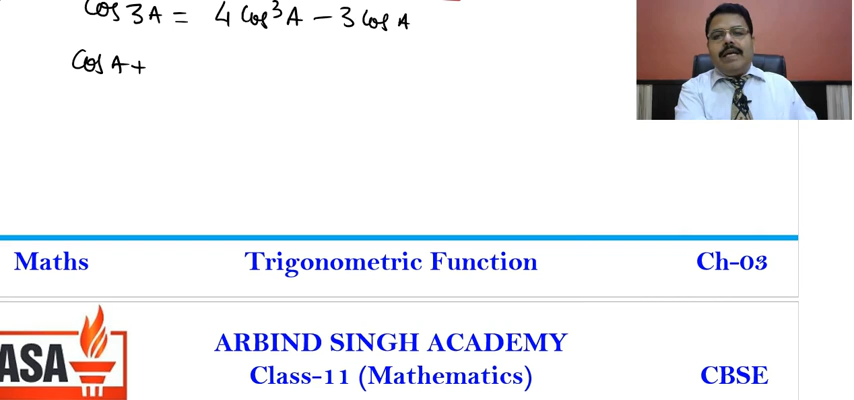 cos 3A = 4 cos³A − 3 cos A
cos A +
Maths Trigonometric Function Ch-03
ASA
ARBIND SINGH ACADEMY
Class-11 (Mathematics) CBSE